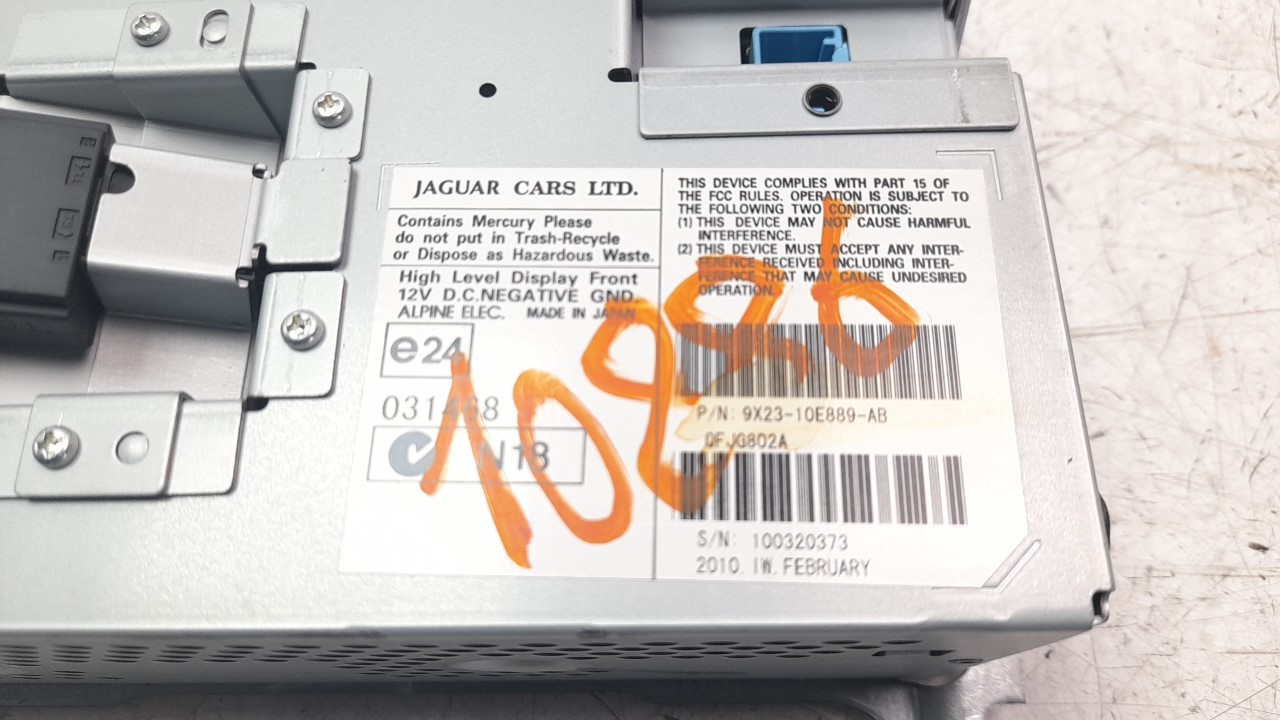 JAGUAR CARS LTD.
Contains Mercury Please
do not put in Trash-Recycle
or Dispose as Hazardous Waste.
High Level Display Front
12V D.C.NEGATIVE GND.
ALPINE ELEC. MADE IN JAPAN
e24
031468
N18
THIS DEVICE COMPLIES WITH PART 15 OF
THE FCC RULES. OPERATION IS SUBJECT TO
THE FOLLOWING TWO CONDITIONS:
(1) THIS DEVICE MAY NOT CAUSE HARMFUL
INTERFERENCE.
(2) THIS DEVICE MUST ACCEPT ANY INTER-
FERENCE RECEIVED INCLUDING INTER-
FERENCE THAT MAY CAUSE UNDESIRED
OPERATION.
P/N: 9X23-10E889-AB
0FJG802A
S/N: 100320373
2010. IW. FEBRUARY